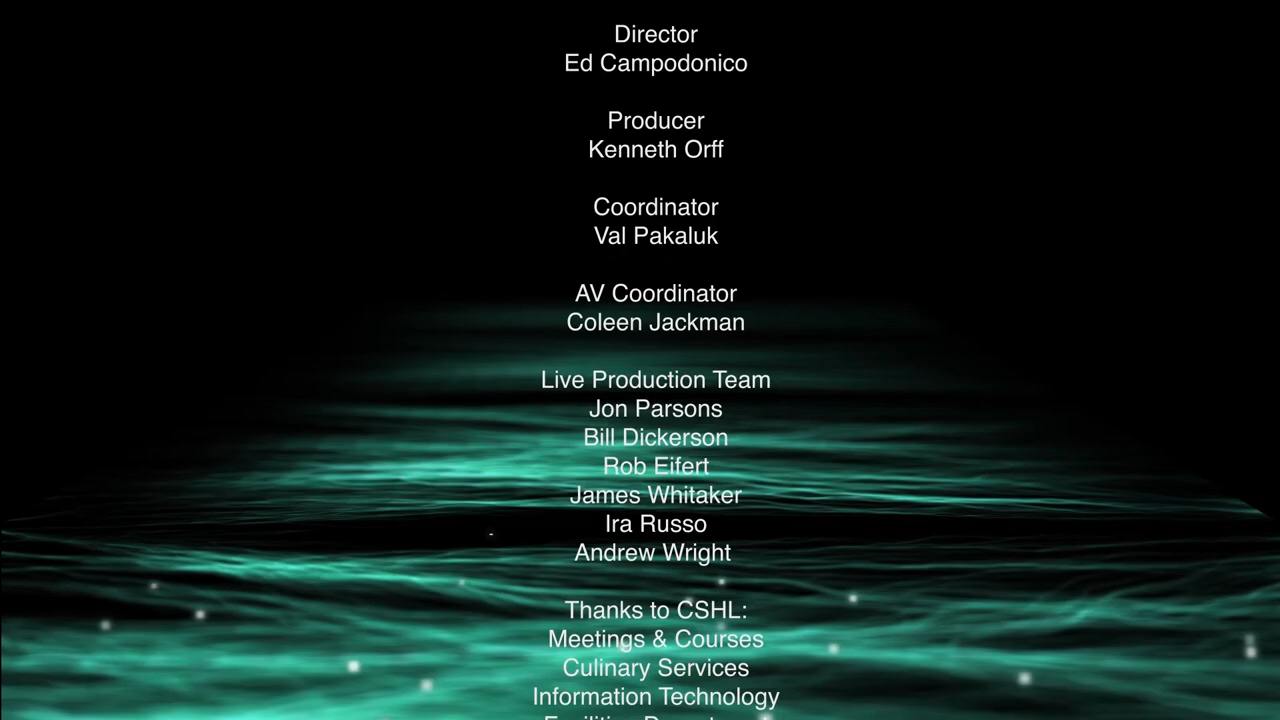 Director
Ed Campodonico
Producer
Kenneth Orff
Coordinator
Val Pakaluk
AV Coordinator
Coleen Jackman
Live Production Team
Jon Parsons
Bill Dickerson
Rob Eifert
James Whitaker
Ira Russo
Andrew Wright
Thanks to CSHL:
Meetings & Courses
Culinary Services
Information Technology